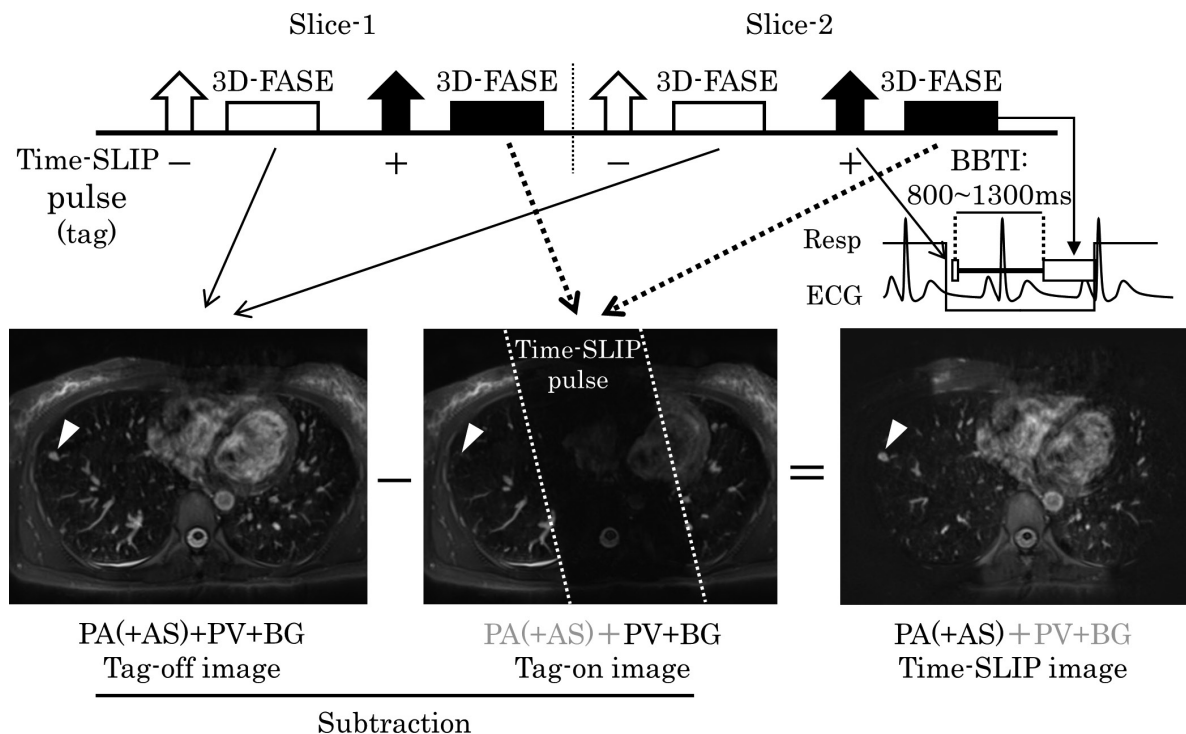 Slice-1
Slice-2
3D-FASE
3D-FASE
3D-FASE
3D-FASE
Time-SLIP
pulse
(tag)
−
+
−
+
BBTI:
800~1300ms
Resp
ECG
Time-SLIP
pulse
−
=
PA(+AS)+PV+BG
Tag-off image
PA(+AS)+PV+BG
Tag-on image
PA(+AS)+PV+BG
Time-SLIP image
Subtraction